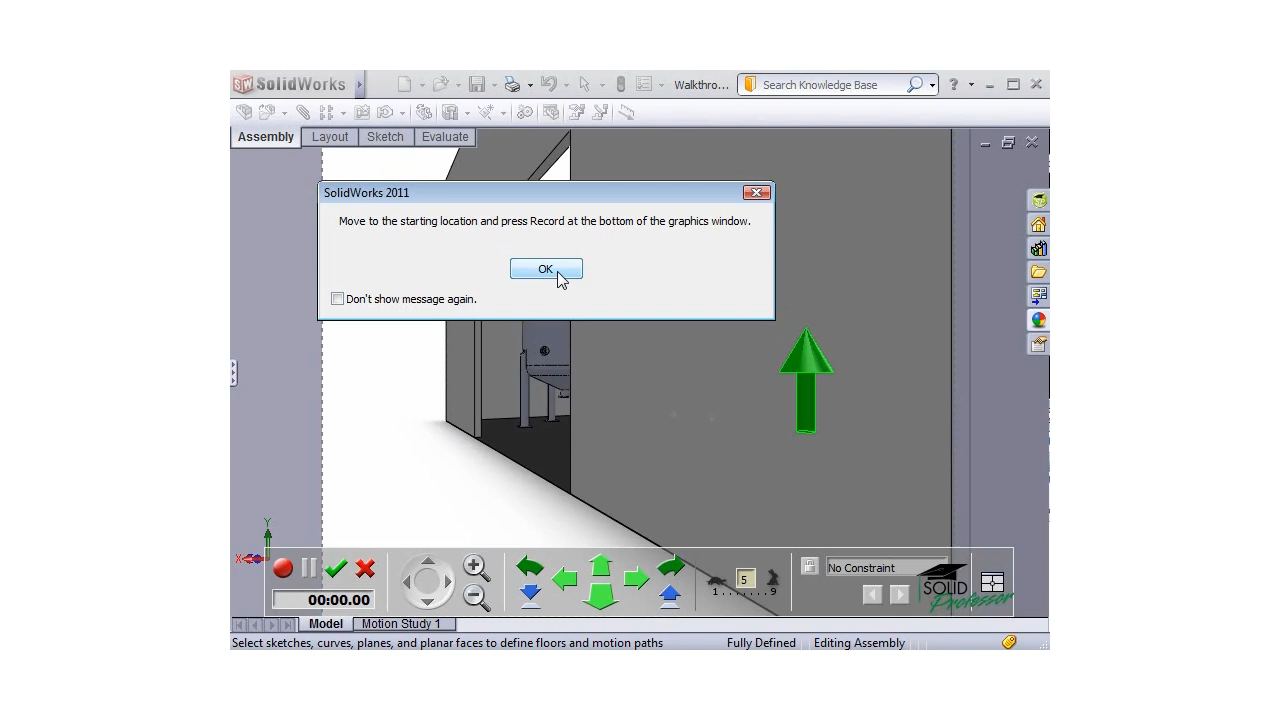 SolidWorks
Walkthro...
Search Knowledge Base
?
Assembly
Layout
Sketch
Evaluate
SolidWorks 2011
Move to the starting location and press Record at the bottom of the graphics window.
OK
Don't show message again.
Y
X
00:00.00
5
1.......9
No Constraint
SOLID
Professor
Model
Motion Study 1
Select sketches, curves, planes, and planar faces to define floors and motion paths
Fully Defined
Editing Assembly